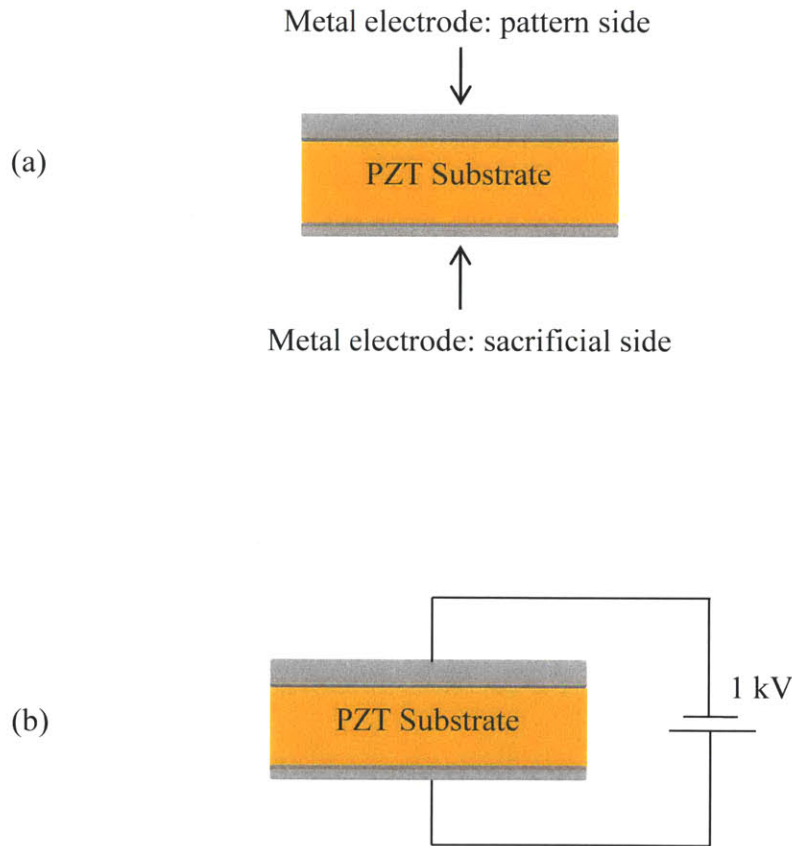 Metal electrode: pattern side
(a)
PZT Substrate
Metal electrode: sacrificial side
1 kV
(b)
PZT Substrate